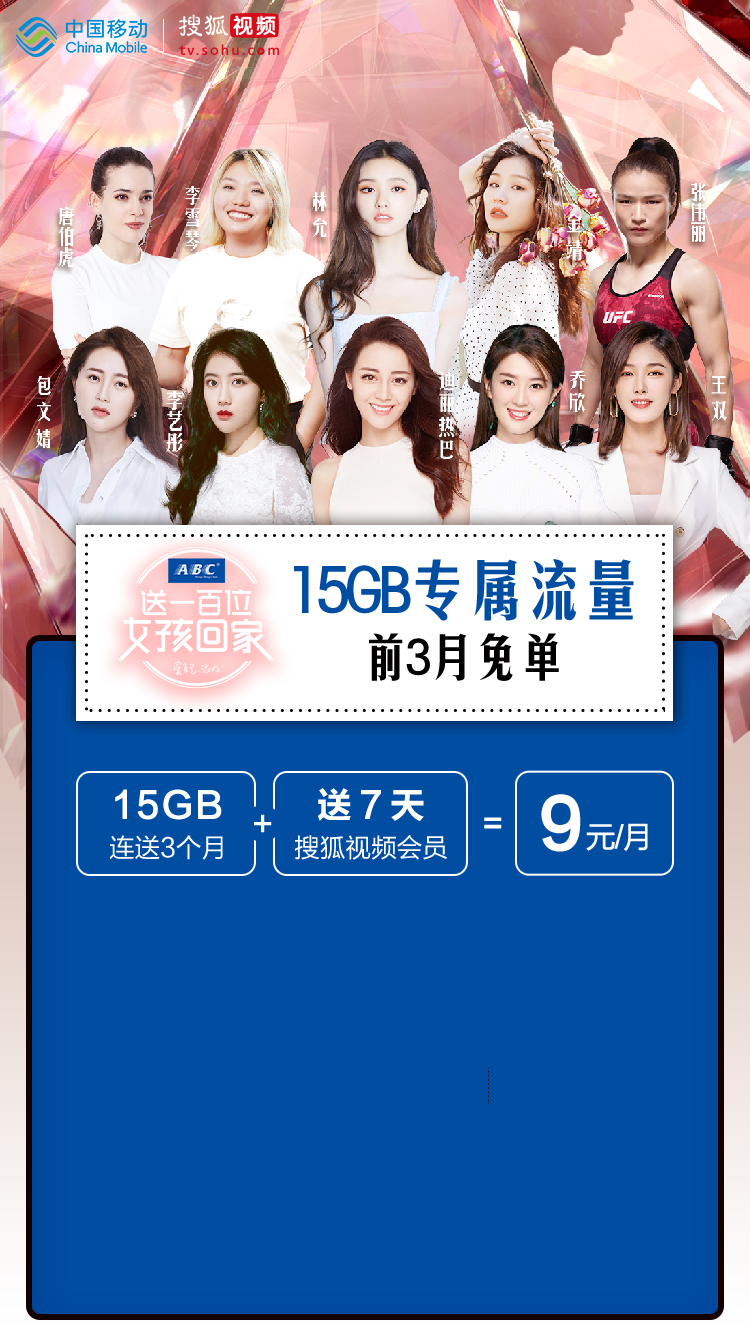 中国移动
China Mobile
搜狐视频
tv.sohu.com
唐伯虎
李雪琴
林允
金靖
张伟丽
UFC
包文婧
李艺彤
迪丽热巴
乔欣
王双
ABC
送一百位
女孩回家
15GB专属流量
前3月免单
15GB
连送3个月
+
送7天
搜狐视频会员
=
9元/月